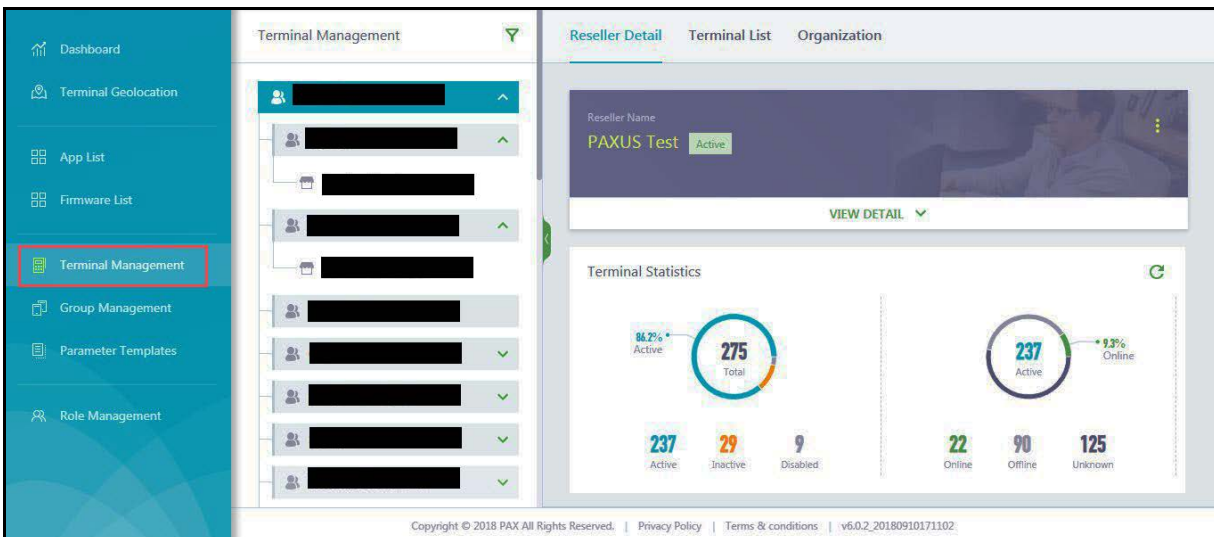 Dashboard
Terminal Geolocation
App List
Firmware List
Terminal Management
Group Management
Parameter Templates
Role Management
Terminal Management
Reseller Detail Terminal List Organization
Reseller Name
PAXUS Test Active
VIEW DETAIL
Terminal Statistics
86.2%
Active
275
Total
237
Active
29
Inactive
9
Disabled
237
Active
9.3%
Online
22
Online
90
Offline
125
Unknown
Copyright © 2018 PAX All Rights Reserved. | Privacy Policy | Terms & conditions | v6.0.2_20180910171102